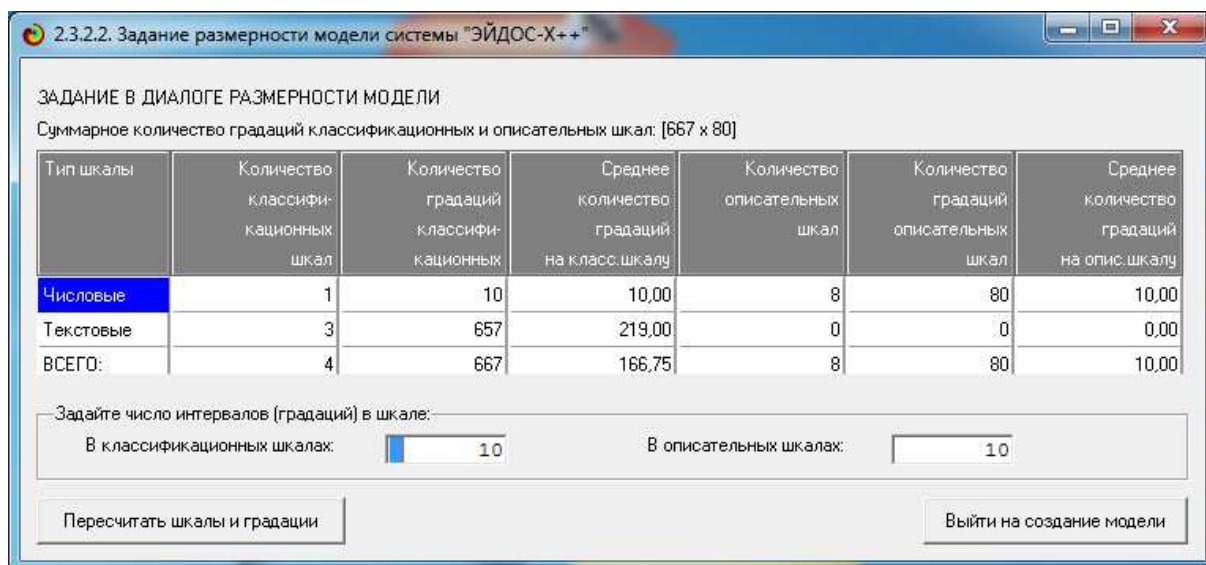 2.3.2.2. Задание размерности модели системы "ЭЙДОС-Х++"
ЗАДАНИЕ В ДИАЛОГЕ РАЗМЕРНОСТИ МОДЕЛИ
Суммарное количество градаций классификационных и описательных шкал: [667 x 80]
Тип шкалы Количество Количество Среднее Количество Количество Среднее
классифи- градаций количество описательных градаций количество
кационных классифи- градаций шкал описательных градаций
шкал кационных на класс.шкалу шкал на опис.шкалу
Числовые 1 10 10,00 8 80 10,00
Текстовые 3 657 219,00 0 0 0,00
ВСЕГО: 4 667 166,75 8 80 10,00
Задайте число интервалов (градаций) в шкале:
В классификационных шкалах: 10 В описательных шкалах: 10
Пересчитать шкалы и градации Выйти на создание модели